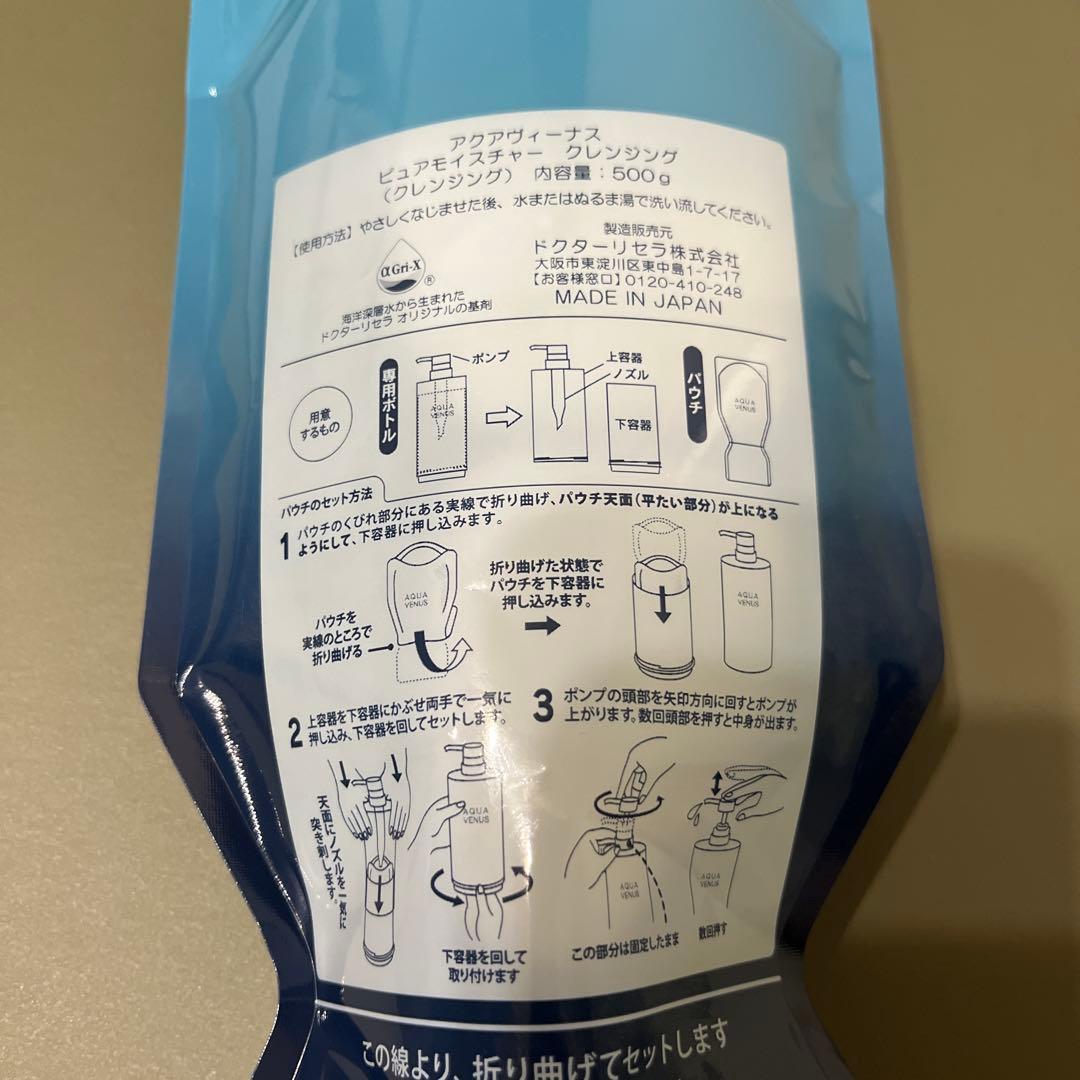 アクアヴィーナス
ピュアモイスチャー クレンジング
(クレンジング) 内容量:500g
【使用方法】やさしくなじませた後、水またはぬるま湯で洗い流してください。
αGri-X®
海洋深層水から生まれた
ドクターリセラ オリジナルの基剤
製造販売元
ドクターリセラ株式会社
大阪市東淀川区東中島1-7-17
【お客様窓口】0120-410-248
MADE IN JAPAN
用意
するもの
専用ボトル
ポンプ
AQUA
VENUS
上容器
ノズル
下容器
パウチ
AQUA
VENUS
パウチのセット方法
1 パウチのくびれ部分にある実線で折り曲げ、パウチ天面(平たい部分)が上になる
ようにして、下容器に押し込みます。
パウチを
実線のところで
折り曲げる
AQUA
VENUS
折り曲げた状態で
パウチを下容器に
押し込みます。
AQUA
VENUS
2 上容器を下容器にかぶせ両手で一気に
押し込み、下容器を回してセットします。
天面にノズルを一気に
突き刺します。
AQUA
VENUS
下容器を回して
取り付けます
3 ポンプの頭部を矢印方向に回すとポンプが
上がります。数回頭部を押すと中身が出ます。
AQUA
VENUS
この部分は固定したまま
AQUA
VENUS
数回押す
この線より、折り曲げてセットします